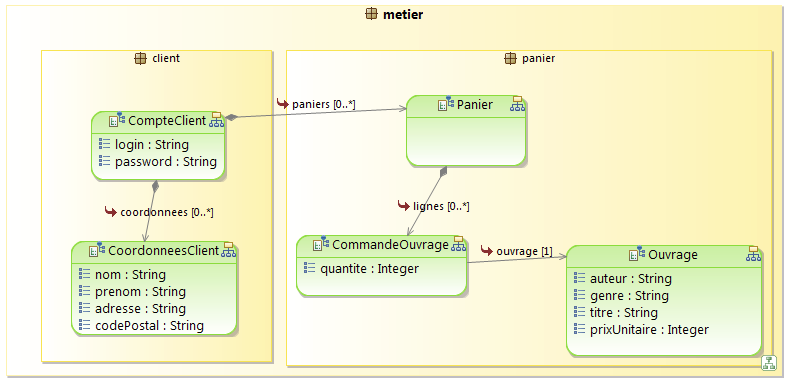 metier
client
panier
CompteClient
login : String
password : String
paniers [0..*]
Panier
coordonnees [0..*]
lignes [0..*]
CoordonneesClient
nom : String
prenom : String
adresse : String
codePostal : String
CommandeOuvrage
quantite : Integer
ouvrage [1]
Ouvrage
auteur : String
genre : String
titre : String
prixUnitaire : Integer